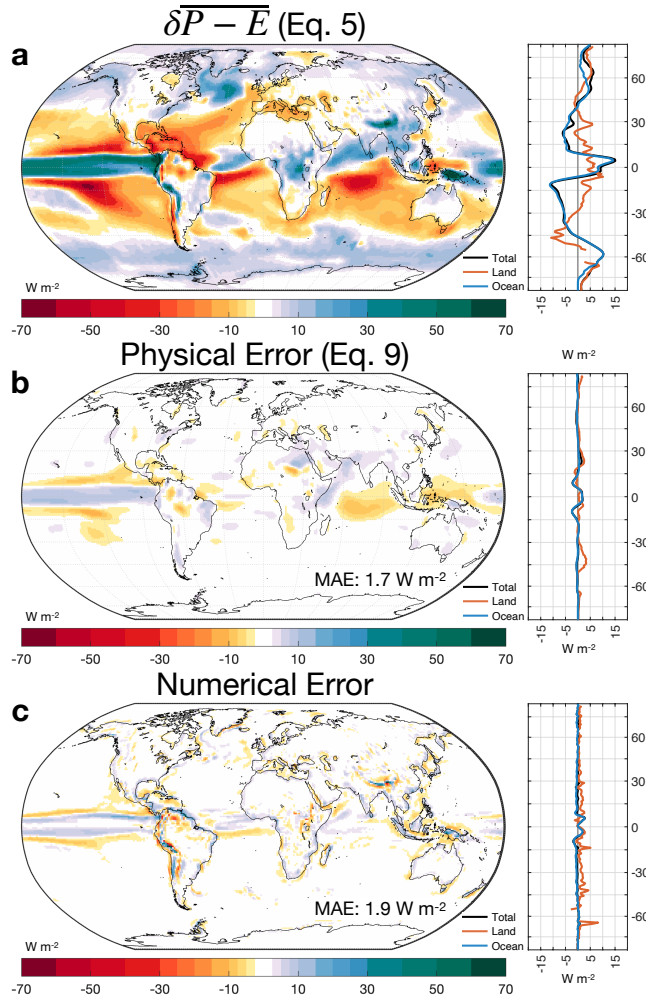 δP − E (Eq. 5)
a
60
30
0
-30
-60
Total
Land
Ocean
W m-2
-70 -50 -30 -10 10 30 50 70
-15 -5 5 15
W m-2
Physical Error (Eq. 9)
b
60
30
0
-30
-60
MAE: 1.7 W m-2
Total
Land
Ocean
W m-2
-70 -50 -30 -10 10 30 50 70
-15 -5 5 15
W m-2
Numerical Error
c
60
30
0
-30
-60
MAE: 1.9 W m-2
Total
Land
Ocean
W m-2
-70 -50 -30 -10 10 30 50 70
-15 -5 5 15
W m-2